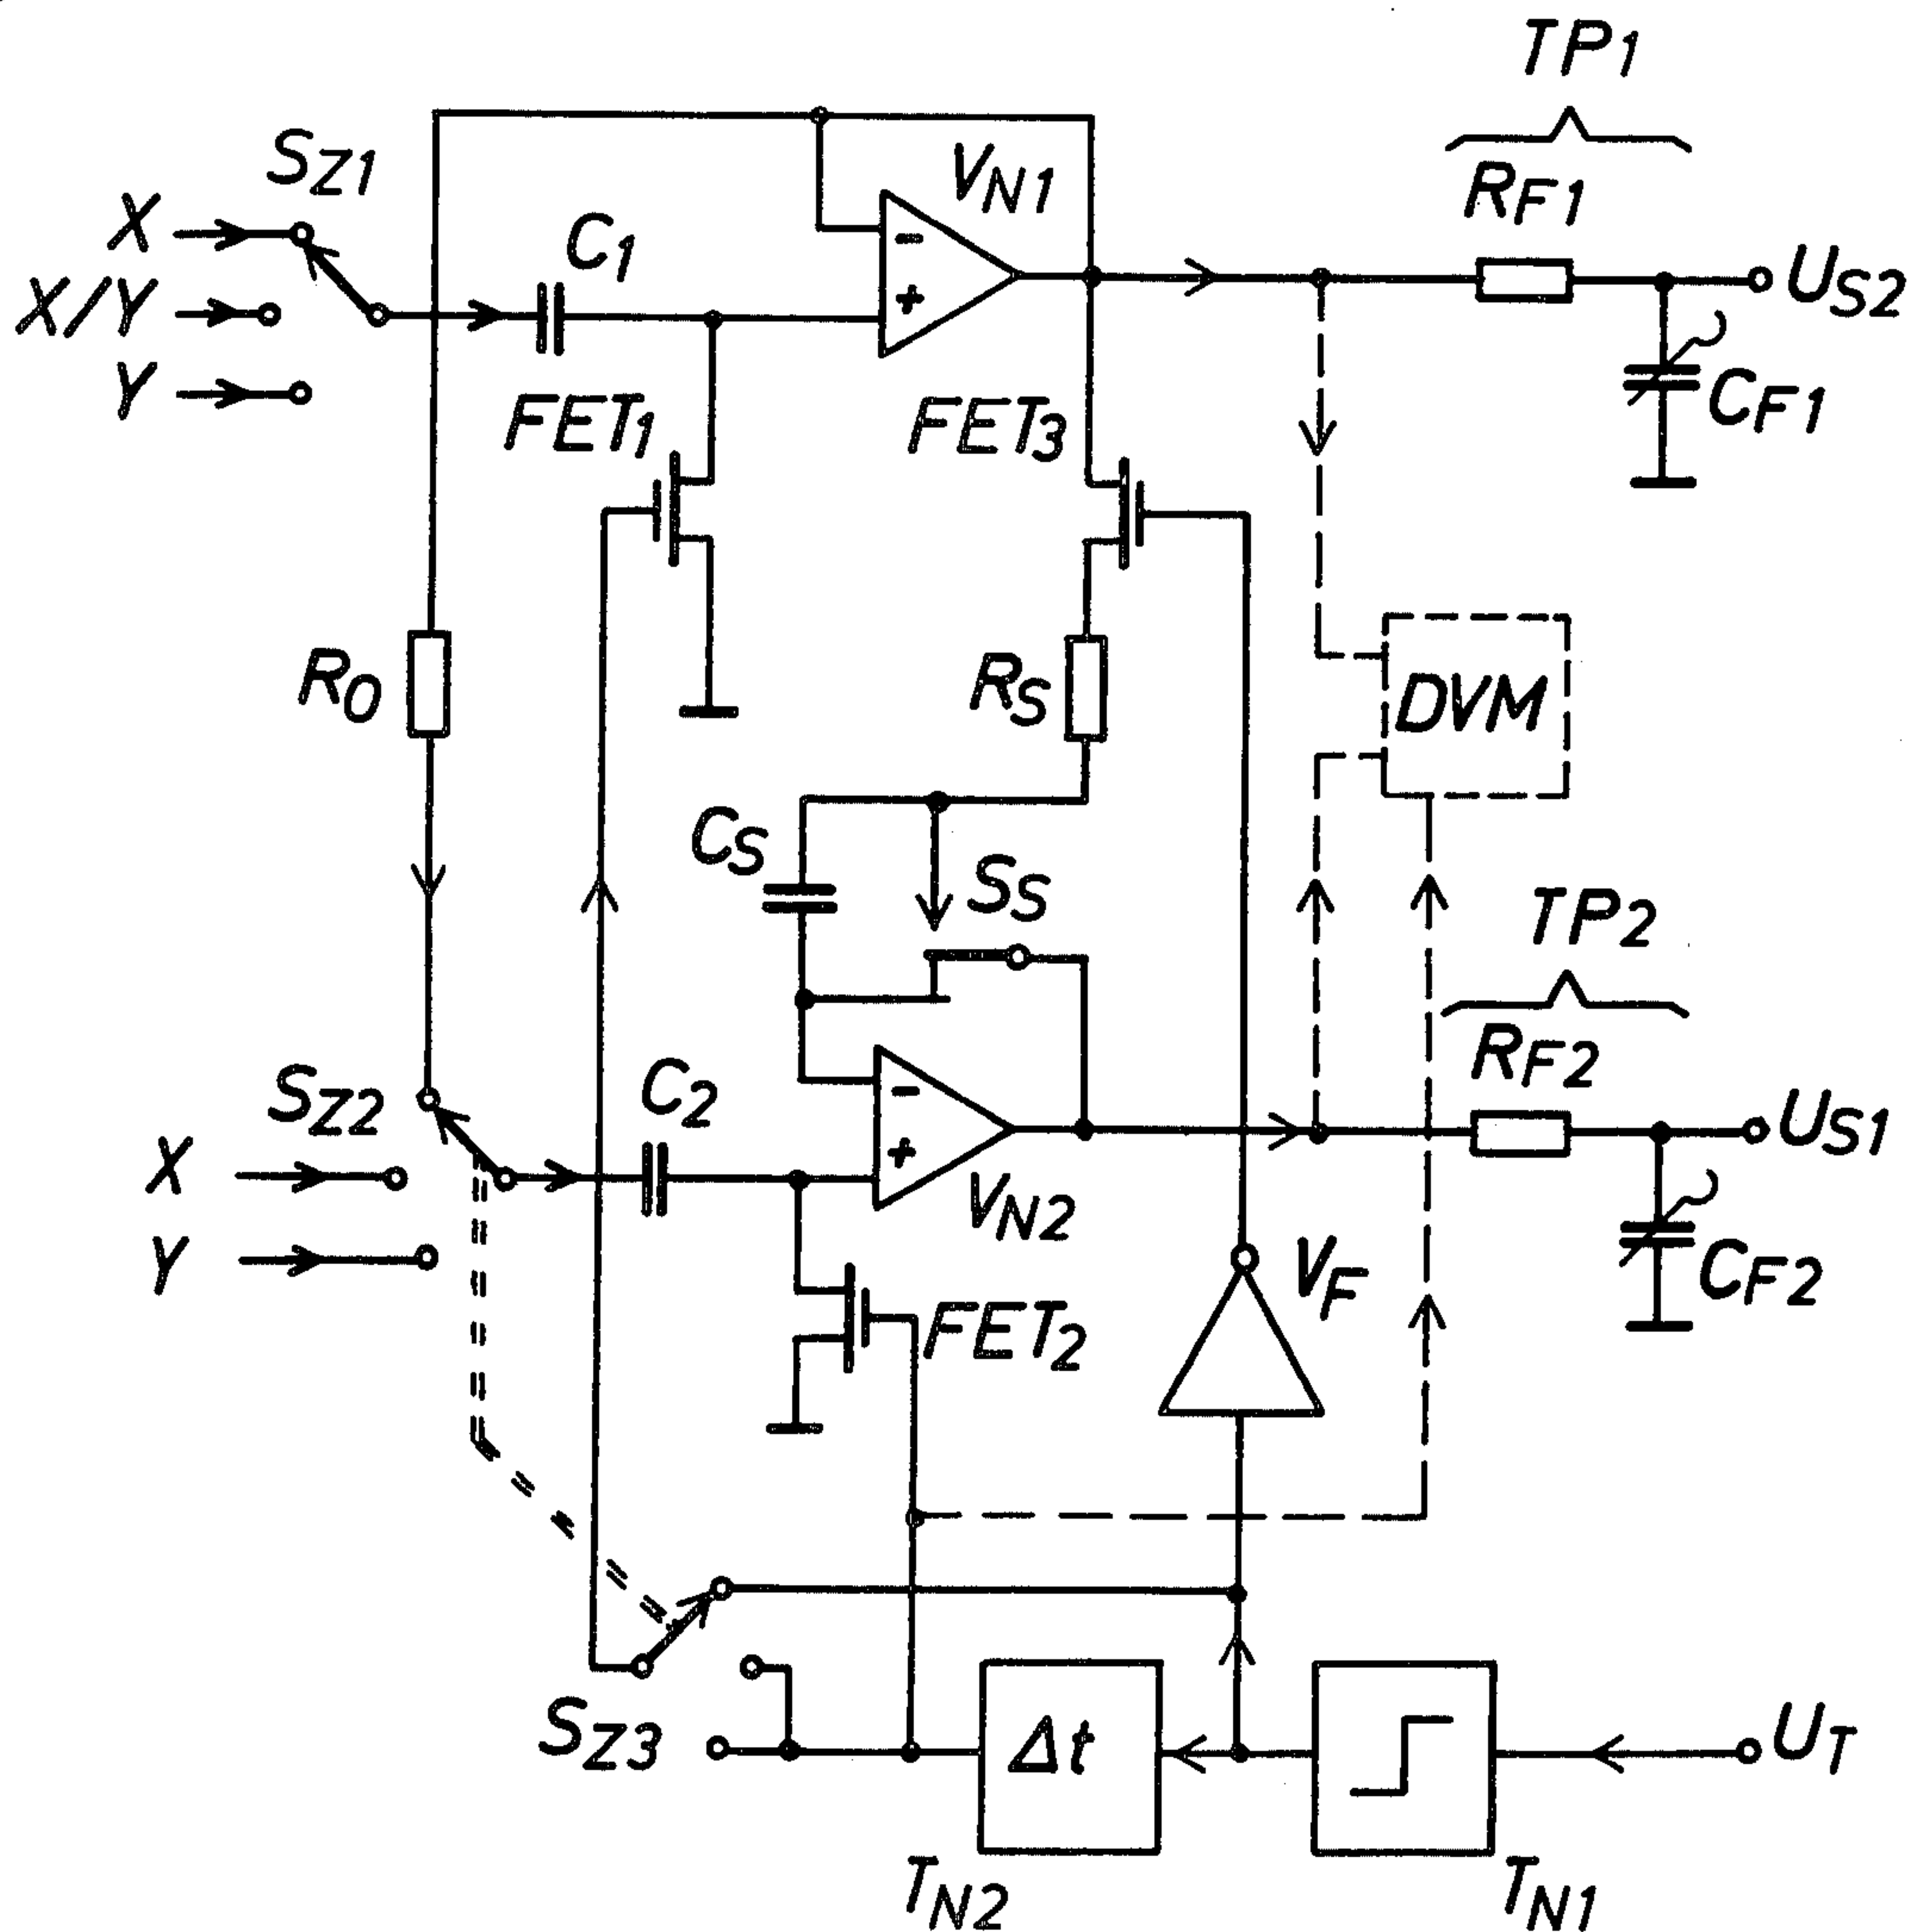 TP1
SZ1
VN1
RF1
X
C1
US2
X/Y
- 
+
Y
FET1
FET3
CF1
RO
RS
DVM
CS
SS
TP2
RF2
SZ2
C2
-
US1
X
+
VN2
Y
VF
CF2
FET2
SZ3
Δt
UT
TN2
TN1